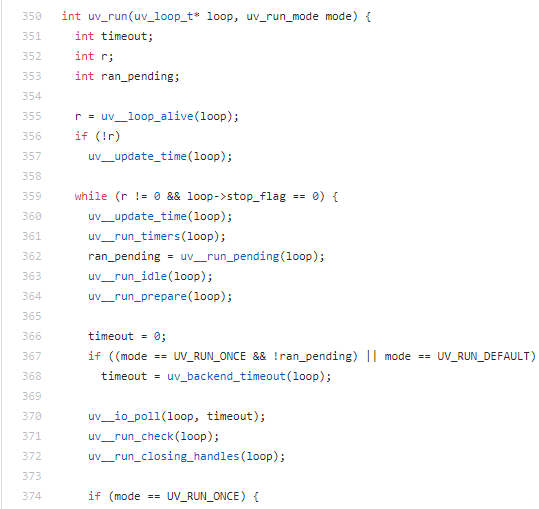 350 int uv_run(uv_loop_t* loop, uv_run_mode mode) {
351   int timeout;
352   int r;
353   int ran_pending;
354
355   r = uv__loop_alive(loop);
356   if (!r)
357     uv__update_time(loop);
358
359   while (r != 0 && loop->stop_flag == 0) {
360     uv__update_time(loop);
361     uv__run_timers(loop);
362     ran_pending = uv__run_pending(loop);
363     uv__run_idle(loop);
364     uv__run_prepare(loop);
365
366     timeout = 0;
367     if ((mode == UV_RUN_ONCE && !ran_pending) || mode == UV_RUN_DEFAULT)
368       timeout = uv_backend_timeout(loop);
369
370     uv__io_poll(loop, timeout);
371     uv__run_check(loop);
372     uv__run_closing_handles(loop);
373
374     if (mode == UV_RUN_ONCE) {